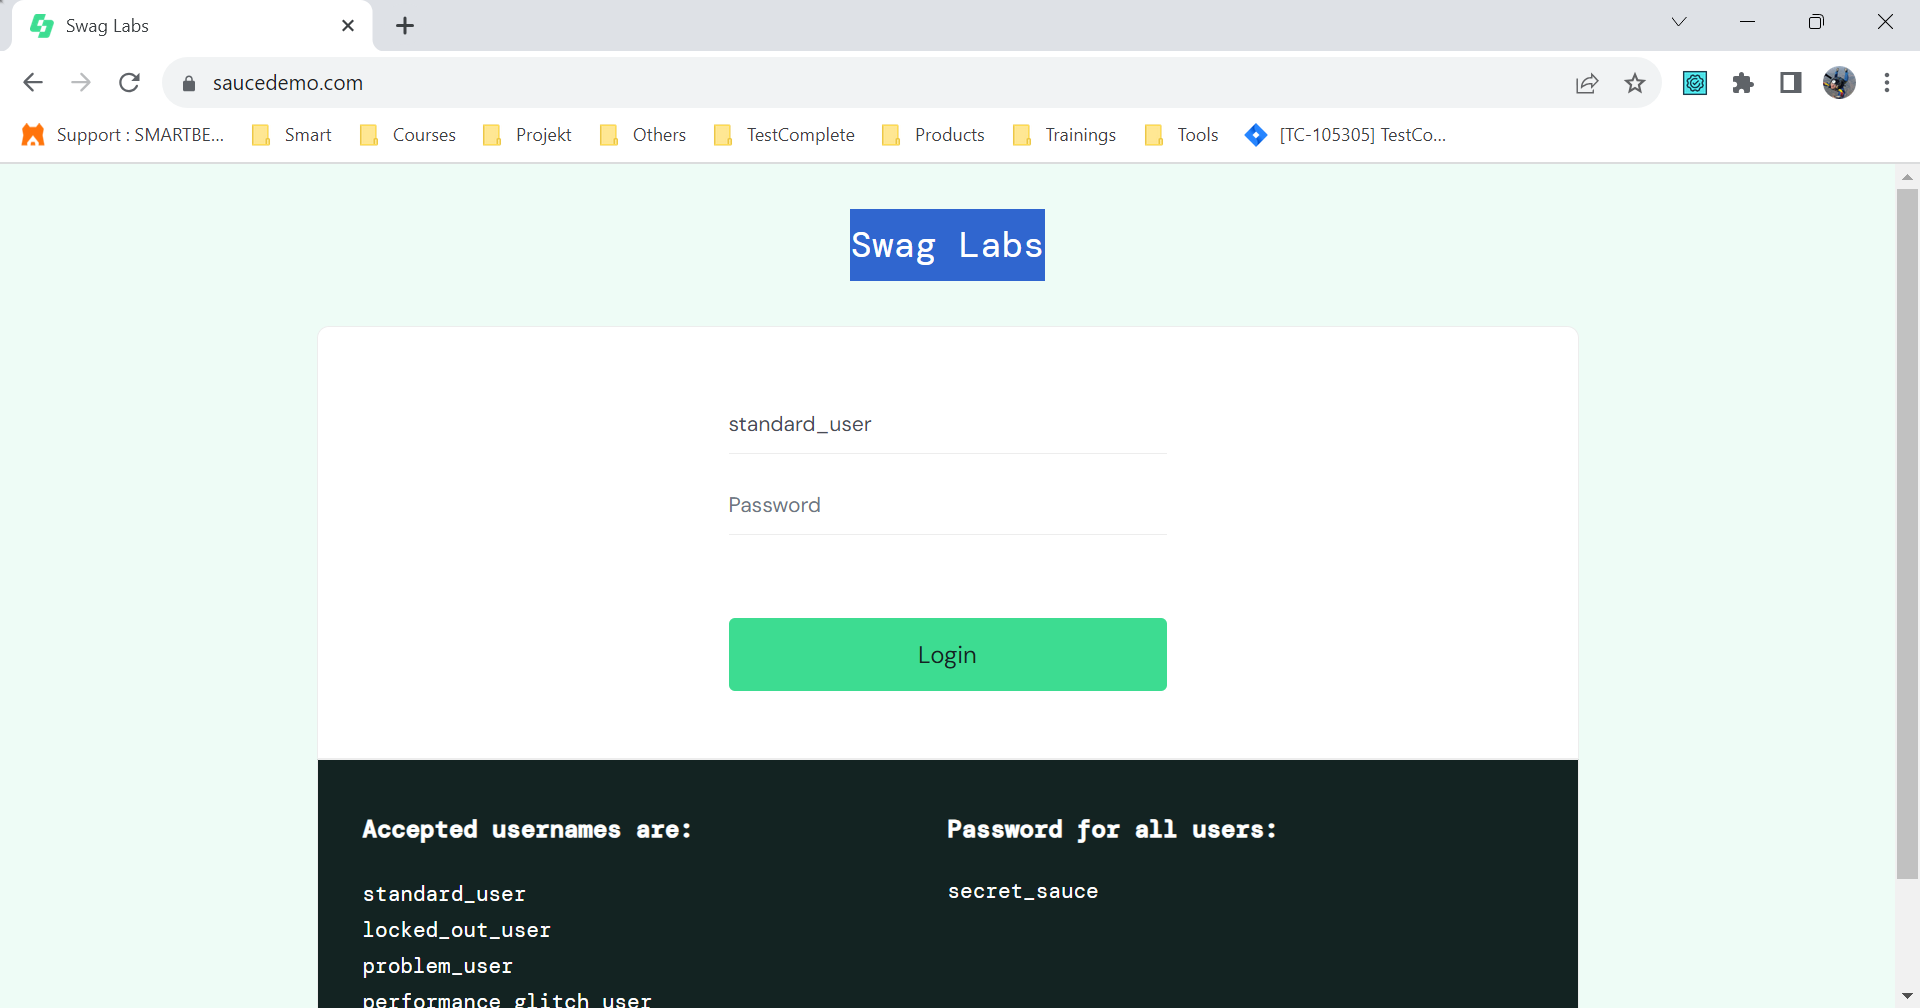 Swag Labs
saucedemo.com
Support : SMARTBE...
Smart
Courses
Projekt
Others
TestComplete
Products
Trainings
Tools
[TC-105305] TestCo...
Swag Labs
standard_user
Password
Login
Accepted usernames are:
standard_user
locked_out_user
problem_user
performance_glitch_user
Password for all users:
secret_sauce